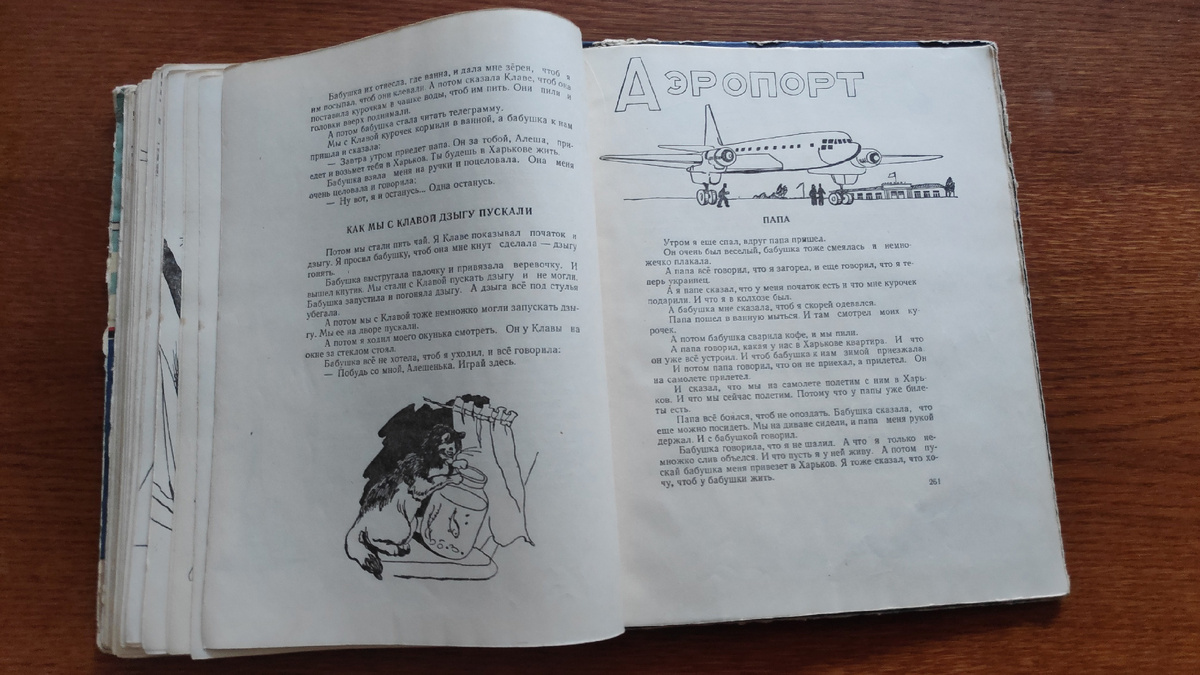 Бабушка их отнесла, где ванна, и дала мне зёрен, чтоб я
им посыпал, чтоб они клевали. А потом сказала Клаве, чтоб она
поставила курочкам в чашке воды, чтоб им пить. Они пили и
головки вверх поднимали.
А потом бабушка стала читать телеграмму.
Мы с Клавой курочек кормили в ванной, а бабушка к нам
пришла и сказала:
— Завтра утром приедет папа. Он за тобой, Алеша, при-
едет и возьмет тебя в Харьков. Ты будешь в Харькове жить.
Бабушка взяла меня на ручки и поцеловала. Она меня
очень целовала и говорила:
— Ну вот, я и останусь... Одна останусь.
КАК МЫ С КЛАВОЙ ДЗЫГУ ПУСКАЛИ
Потом мы стали пить чай. Я Клаве показывал початок и
дзыгу. Я просил бабушку, чтоб она мне кнут сделала — дзыгу
гонять.
Бабушка выстругала палочку и привязала веревочку. И
вышел кнутик. Мы стали с Клавой пускать дзыгу и не могли.
Бабушка запустила и погоняла дзыгу. А дзыга всё под стулья
убегала.
А потом мы с Клавой тоже немножко могли запускать дзы-
гу. Мы ее на дворе пускали.
А потом я ходил моего окунька смотреть. Он у Клавы на
окне за стеклом стоял.
Бабушка всё не хотела, чтоб я уходил, и всё говорила:
— Побудь со мной, Алешенька. Играй здесь.
АЭРОПОРТ
ПАПА
Утром я еще спал, вдруг папа пришел.
Он очень был веселый, бабушка тоже смеялась и немно-
жечко плакала.
А папа всё говорил, что я загорел, и еще говорил, что я те-
перь украинец.
А я папе сказал, что у меня початок есть и что мне курочек
подарили. И что я в колхозе был.
А бабушка мне сказала, чтоб я скорей одевался.
Папа пошел в ванную мыться. И там смотрел моих ку-
рочек.
А потом бабушка сварила кофе, и мы пили.
А папа говорил, какая у нас в Харькове квартира. И что
он уже всё устроил. И чтоб бабушка к нам зимой приезжала.
И потом папа говорил, что он не приехал, а прилетел. Он
на самолете прилетел.
И сказал, что мы на самолете полетим с ним в Харь-
ков. И что мы сейчас полетим. Потому что у папы уже биле-
ты есть.
Папа всё боялся, чтоб не опоздать. Бабушка сказала, что
еще можно посидеть. Мы на диване сидели, а папа меня рукой
держал. И с бабушкой говорил.
Бабушка говорила, что я не шалил. А что я только не-
множко слив объелся. И что пусть я у ней живу. А потом пу-
скай бабушка меня привезет в Харьков. Я тоже сказал, что хо-
чу, чтоб у бабушки жить.
261